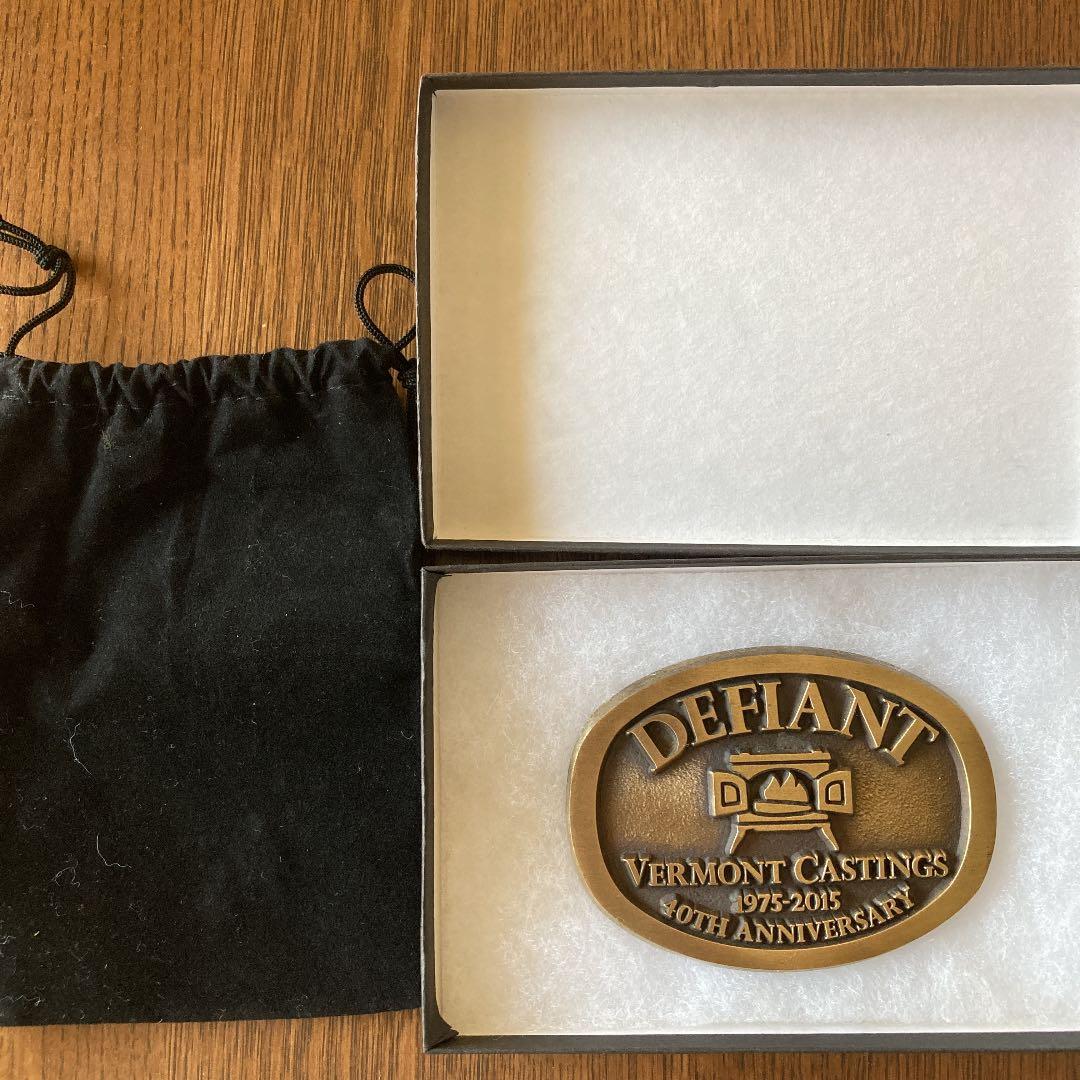 DEFIANT
VERMONT CASTINGS
1975-2015
40TH ANNIVERSARY